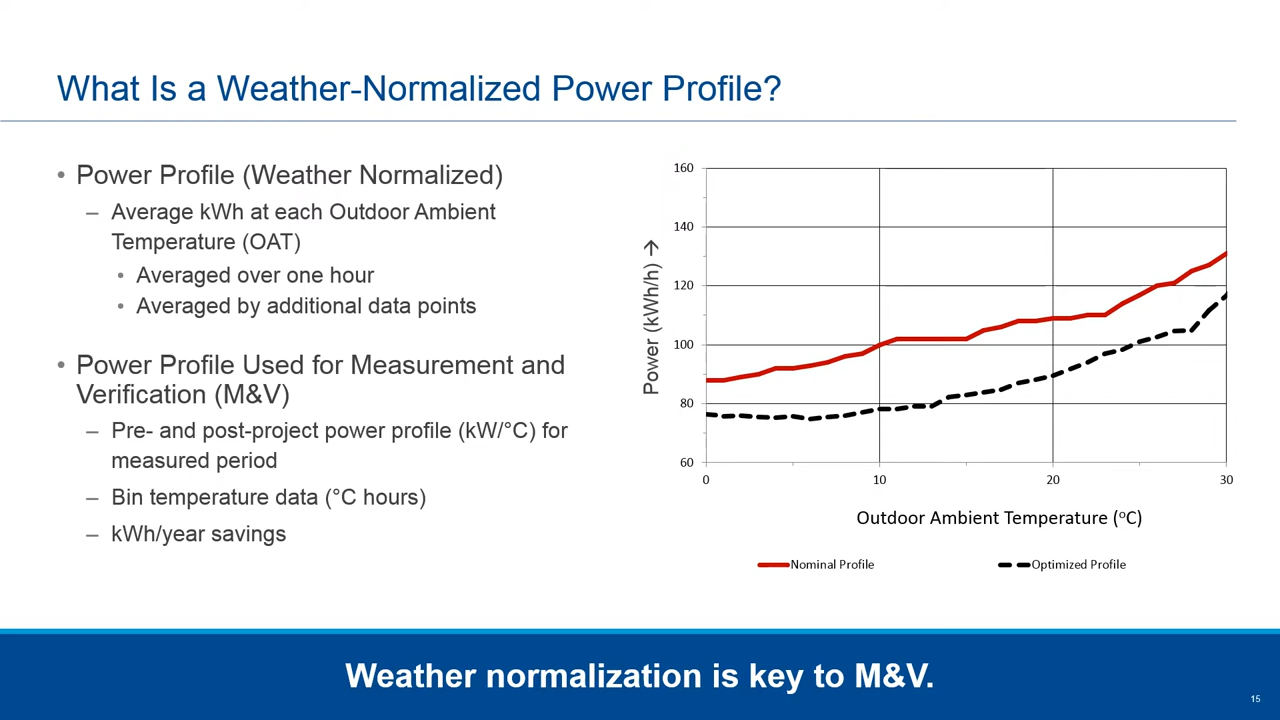 What Is a Weather-Normalized Power Profile?
• Power Profile (Weather Normalized)
– Average kWh at each Outdoor Ambient
Temperature (OAT)
• Averaged over one hour
• Averaged by additional data points
• Power Profile Used for Measurement and
Verification (M&V)
– Pre- and post-project power profile (kW/°C) for
measured period
– Bin temperature data (°C hours)
– kWh/year savings
Power (kWh/h) →
160
140
120
100
80
60
0 10 20 30
Outdoor Ambient Temperature (ºC)
Nominal Profile Optimized Profile
Weather normalization is key to M&V.
15